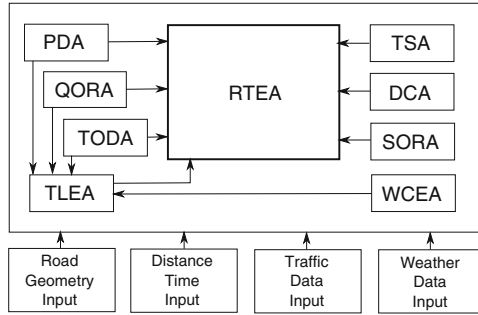 PDA
TSA
QORA
RTEA
DCA
TODA
SORA
TLEA
WCEA
Road
Geometry
Input
Distance
Time
Input
Traffic
Data
Input
Weather
Data
Input